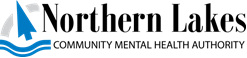 Northern Lakes
COMMUNITY MENTAL HEALTH AUTHORITY